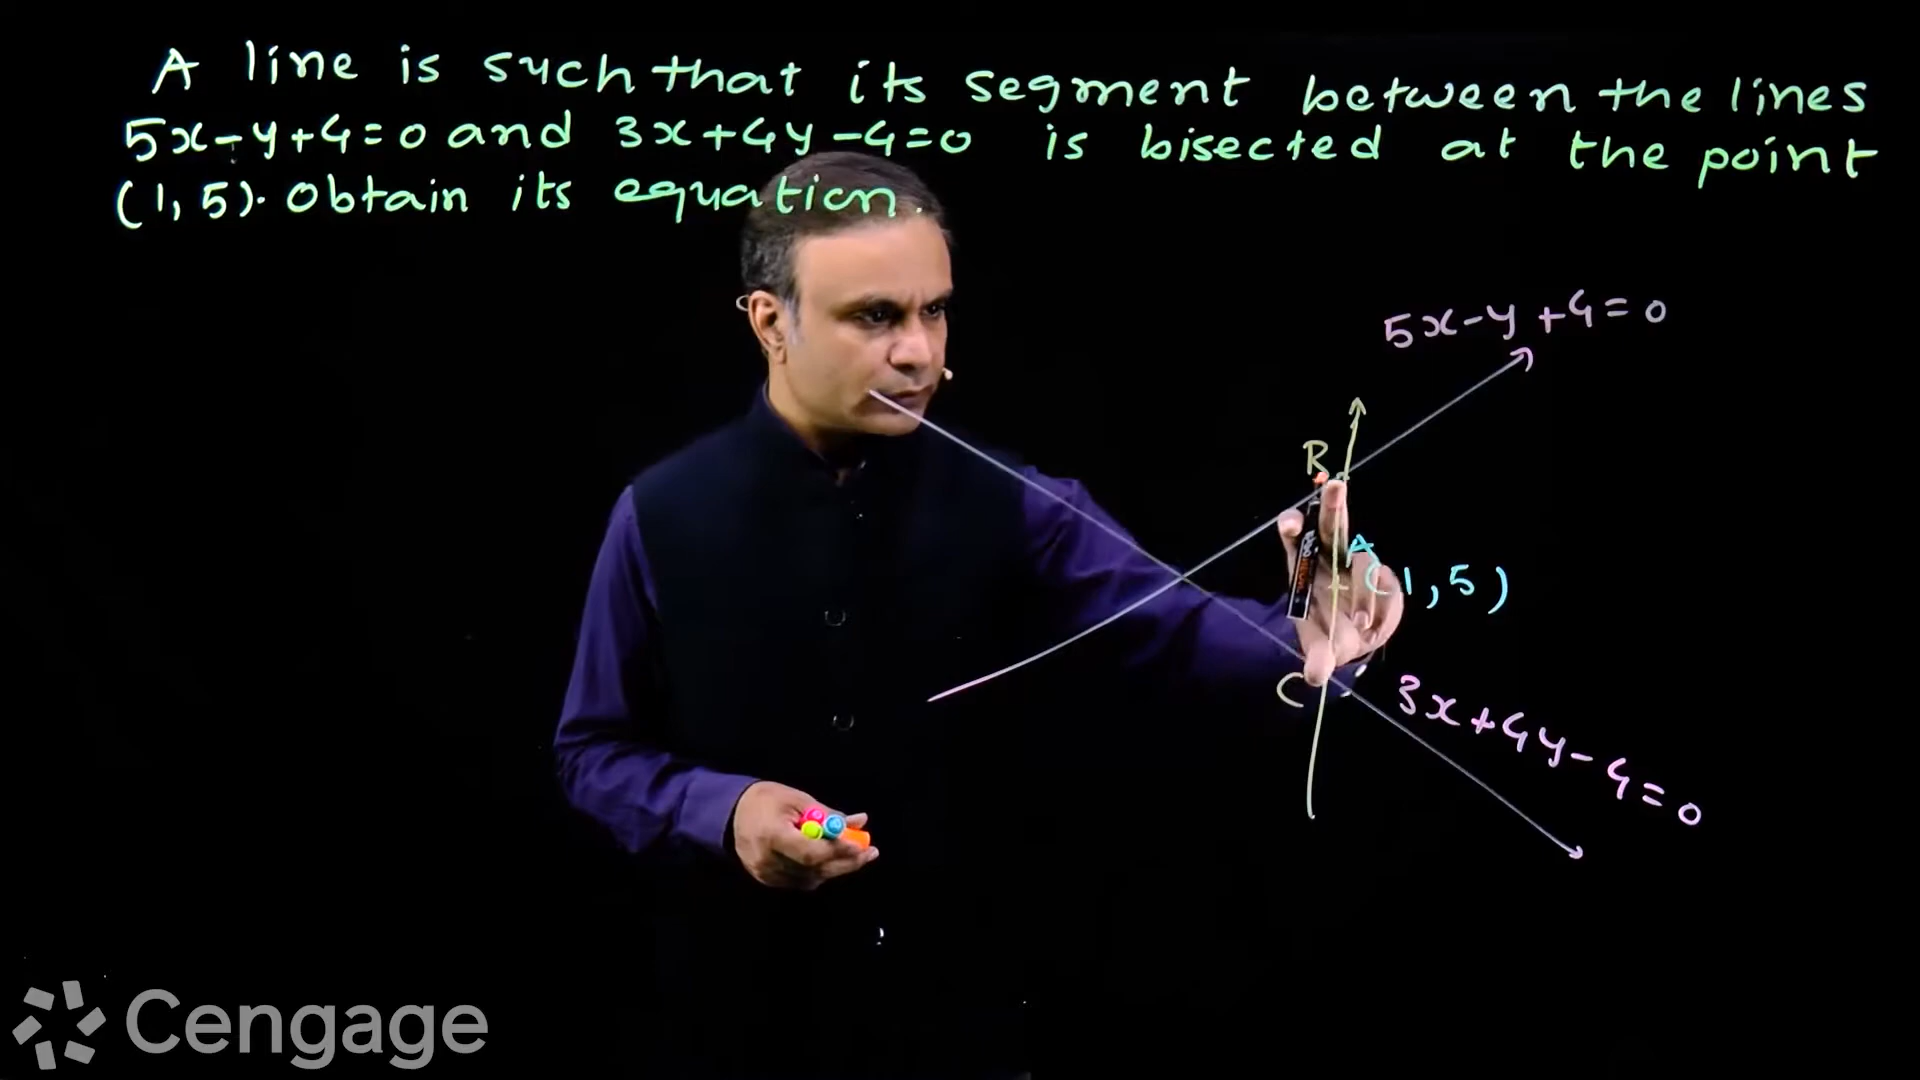 A line is such that its segment between the lines
5x-y+4=0 and 3x+4y-4=0 is bisected at the point
(1,5). Obtain its equation.
5x-y+4=0
B
A
(1,5)
C
3x+4y-4=0
Cengage